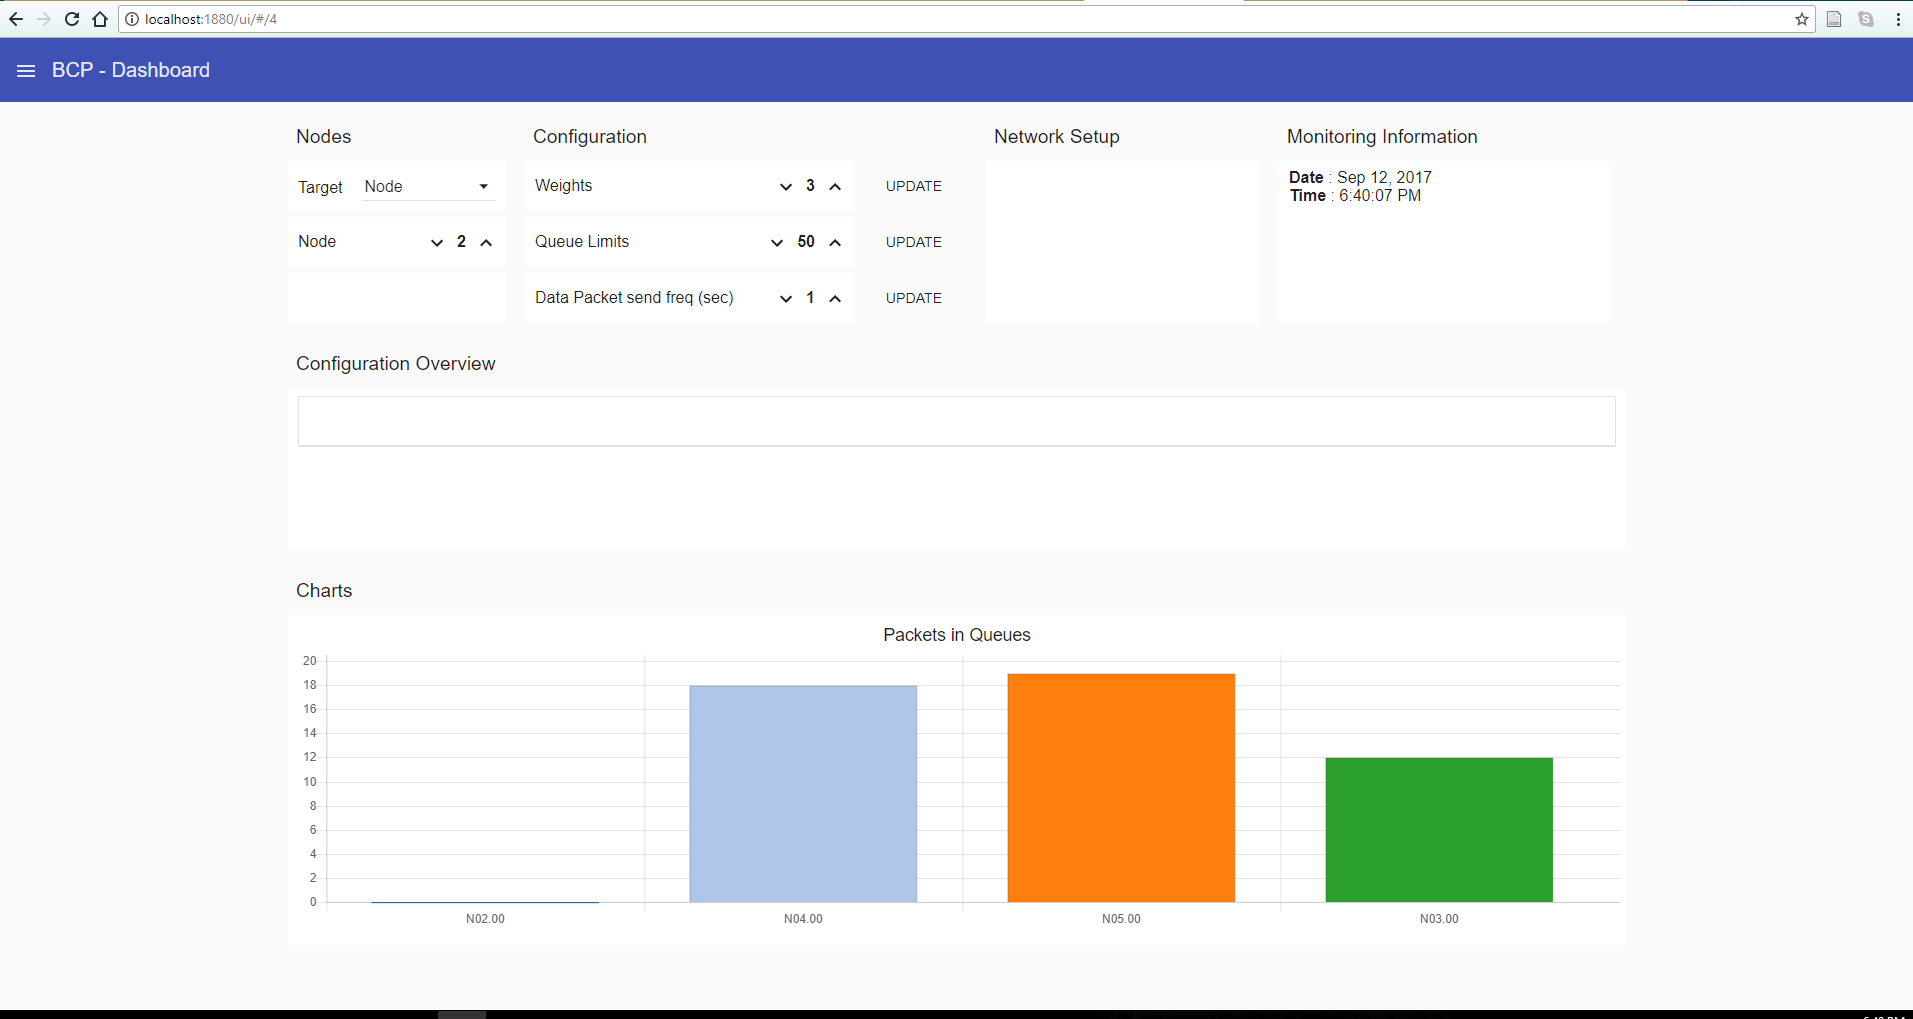 localhost:1880/ui/#/4
BCP - Dashboard
Nodes
Target Node
Node 2
Configuration
Weights 3 UPDATE
Queue Limits 50 UPDATE
Data Packet send freq (sec) 1 UPDATE
Network Setup
Monitoring Information
Date : Sep 12, 2017
Time : 6:40:07 PM
Configuration Overview
Charts
Packets in Queues
20
18
16
14
12
10
8
6
4
2
0
N02.00 N04.00 N05.00 N03.00